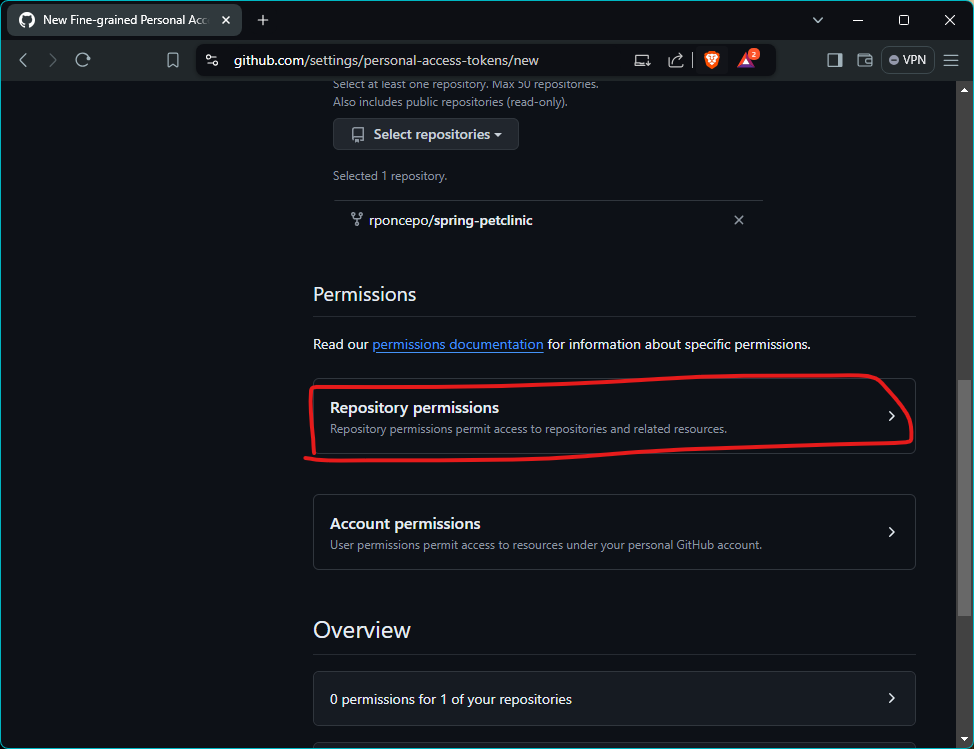 New Fine-grained Personal Acc
github.com/settings/personal-access-tokens/new
2
VPN
Select at least one repository. Max 50 repositories.
Also includes public repositories (read-only).
Select repositories
Selected 1 repository.
rponcepo/spring-petclinic
Permissions
Read our permissions documentation for information about specific permissions.
Repository permissions
Repository permissions permit access to repositories and related resources.
Account permissions
User permissions permit access to resources under your personal GitHub account.
Overview
0 permissions for 1 of your repositories